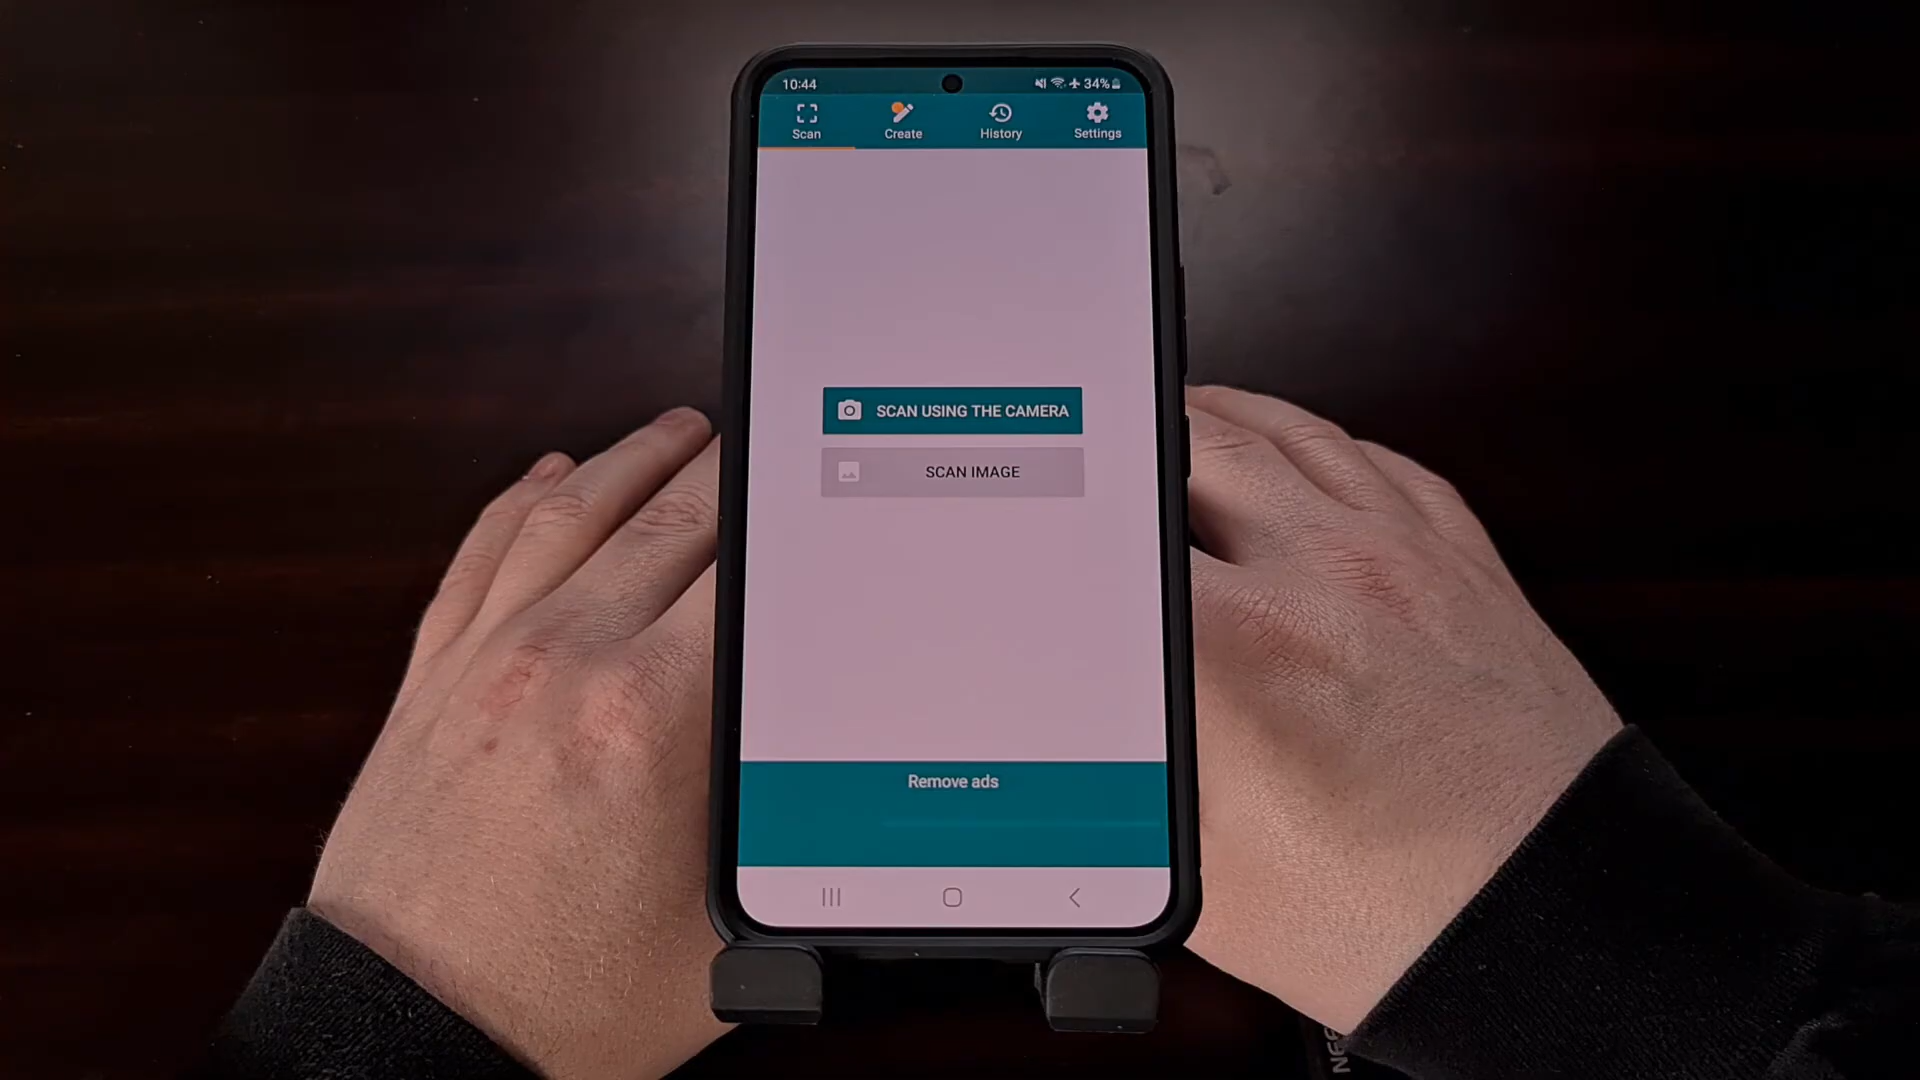 10:44 34%
Scan Create History Settings
SCAN USING THE CAMERA
SCAN IMAGE
Remove ads